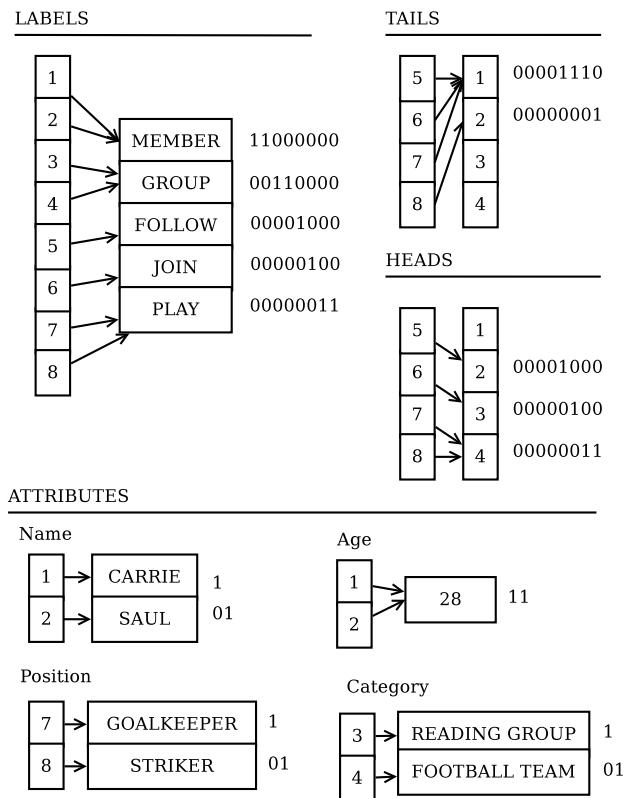 LABELS
1
2
3
4
5
6
7
8
MEMBER 11000000
GROUP 00110000
FOLLOW 00001000
JOIN 00000100
PLAY 00000011
TAILS
5 1 00001110
6 2 00000001
7 3
8 4
HEADS
5 1
6 2 00001000
7 3 00000100
8 4 00000011
ATTRIBUTES
Name
1 CARRIE 1
2 SAUL 01
Age
1
2
28 11
Position
7 GOALKEEPER 1
8 STRIKER 01
Category
3 READING GROUP 1
4 FOOTBALL TEAM 01